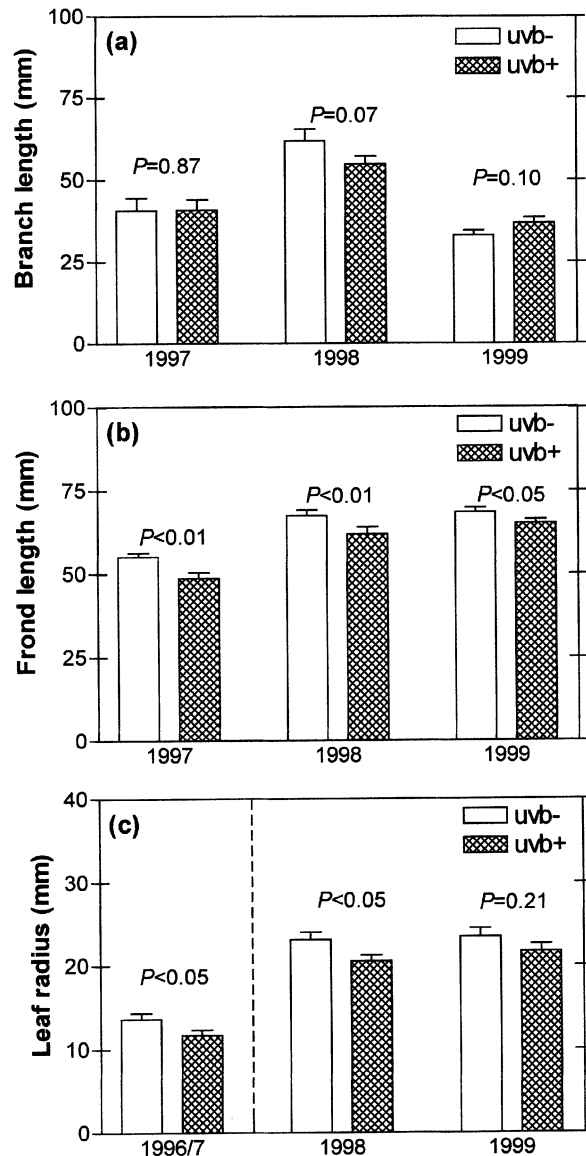 (a)
uvb-
uvb+
Branch length (mm)
100
75
50
25
0
P=0.87
P=0.07
P=0.10
1997 1998 1999
(b)
uvb-
uvb+
Frond length (mm)
100
75
50
25
0
P<0.01
P<0.01
P<0.05
1997 1998 1999
(c)
uvb-
uvb+
Leaf radius (mm)
40
30
20
10
0
P<0.05
P<0.05
P=0.21
1996/7 1998 1999